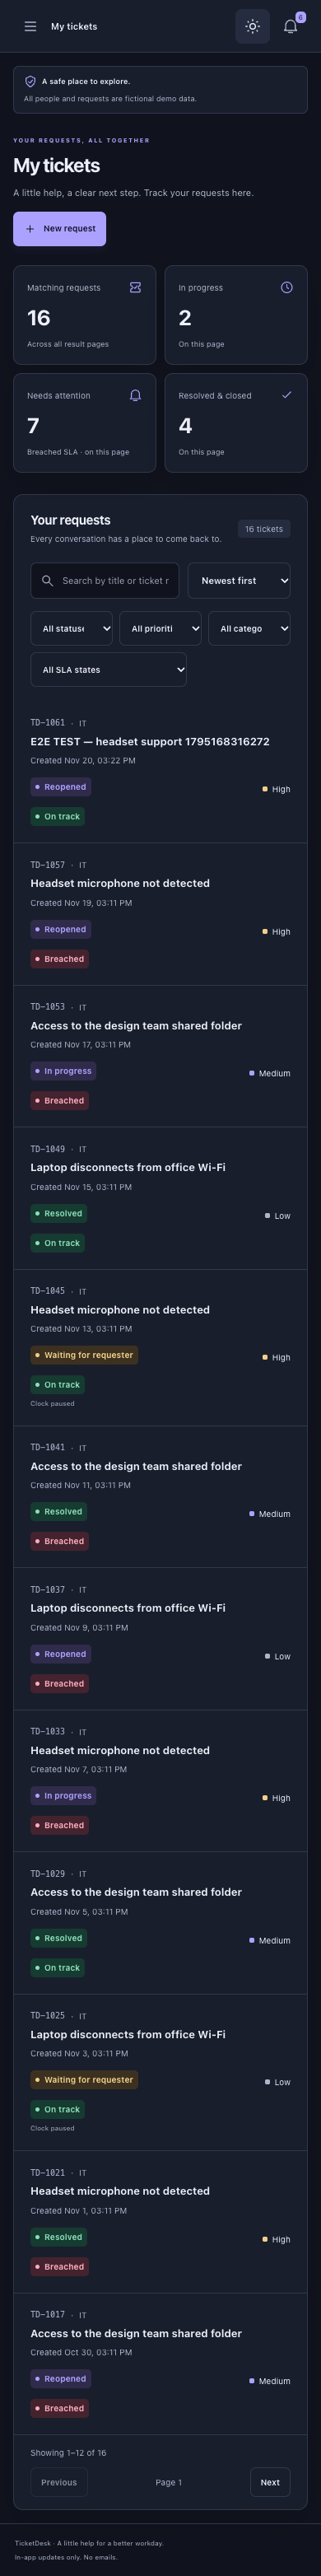 My tickets
6
A safe place to explore.
All people and requests are fictional demo data.
YOUR REQUESTS, ALL TOGETHER
My tickets
A little help, a clear next step. Track your requests here.
New request
Matching requests
16
Across all result pages
In progress
2
On this page
Needs attention
7
Breached SLA · on this page
Resolved & closed
4
On this page
Your requests
Every conversation has a place to come back to.
16 tickets
Search by title or ticket r
Newest first
All status
All prioriti
All catego
All SLA states
TD-1061 · IT
E2E TEST — headset support 1795168316272
Created Nov 20, 03:22 PM
Reopened
High
On track
TD-1057 · IT
Headset microphone not detected
Created Nov 19, 03:11 PM
Reopened
High
Breached
TD-1053 · IT
Access to the design team shared folder
Created Nov 17, 03:11 PM
In progress
Medium
Breached
TD-1049 · IT
Laptop disconnects from office Wi-Fi
Created Nov 15, 03:11 PM
Resolved
Low
On track
TD-1045 · IT
Headset microphone not detected
Created Nov 13, 03:11 PM
Waiting for requester
High
On track
Clock paused
TD-1041 · IT
Access to the design team shared folder
Created Nov 11, 03:11 PM
Resolved
Medium
Breached
TD-1037 · IT
Laptop disconnects from office Wi-Fi
Created Nov 9, 03:11 PM
Reopened
Low
Breached
TD-1033 · IT
Headset microphone not detected
Created Nov 7, 03:11 PM
In progress
High
Breached
TD-1029 · IT
Access to the design team shared folder
Created Nov 5, 03:11 PM
Resolved
Medium
On track
TD-1025 · IT
Laptop disconnects from office Wi-Fi
Created Nov 3, 03:11 PM
Waiting for requester
Low
On track
Clock paused
TD-1021 · IT
Headset microphone not detected
Created Nov 1, 03:11 PM
Resolved
High
Breached
TD-1017 · IT
Access to the design team shared folder
Created Oct 30, 03:11 PM
Reopened
Medium
Breached
Showing 1–12 of 16
Previous
Page 1
Next
TicketDesk · A little help for a better workday.
In-app updates only. No emails.